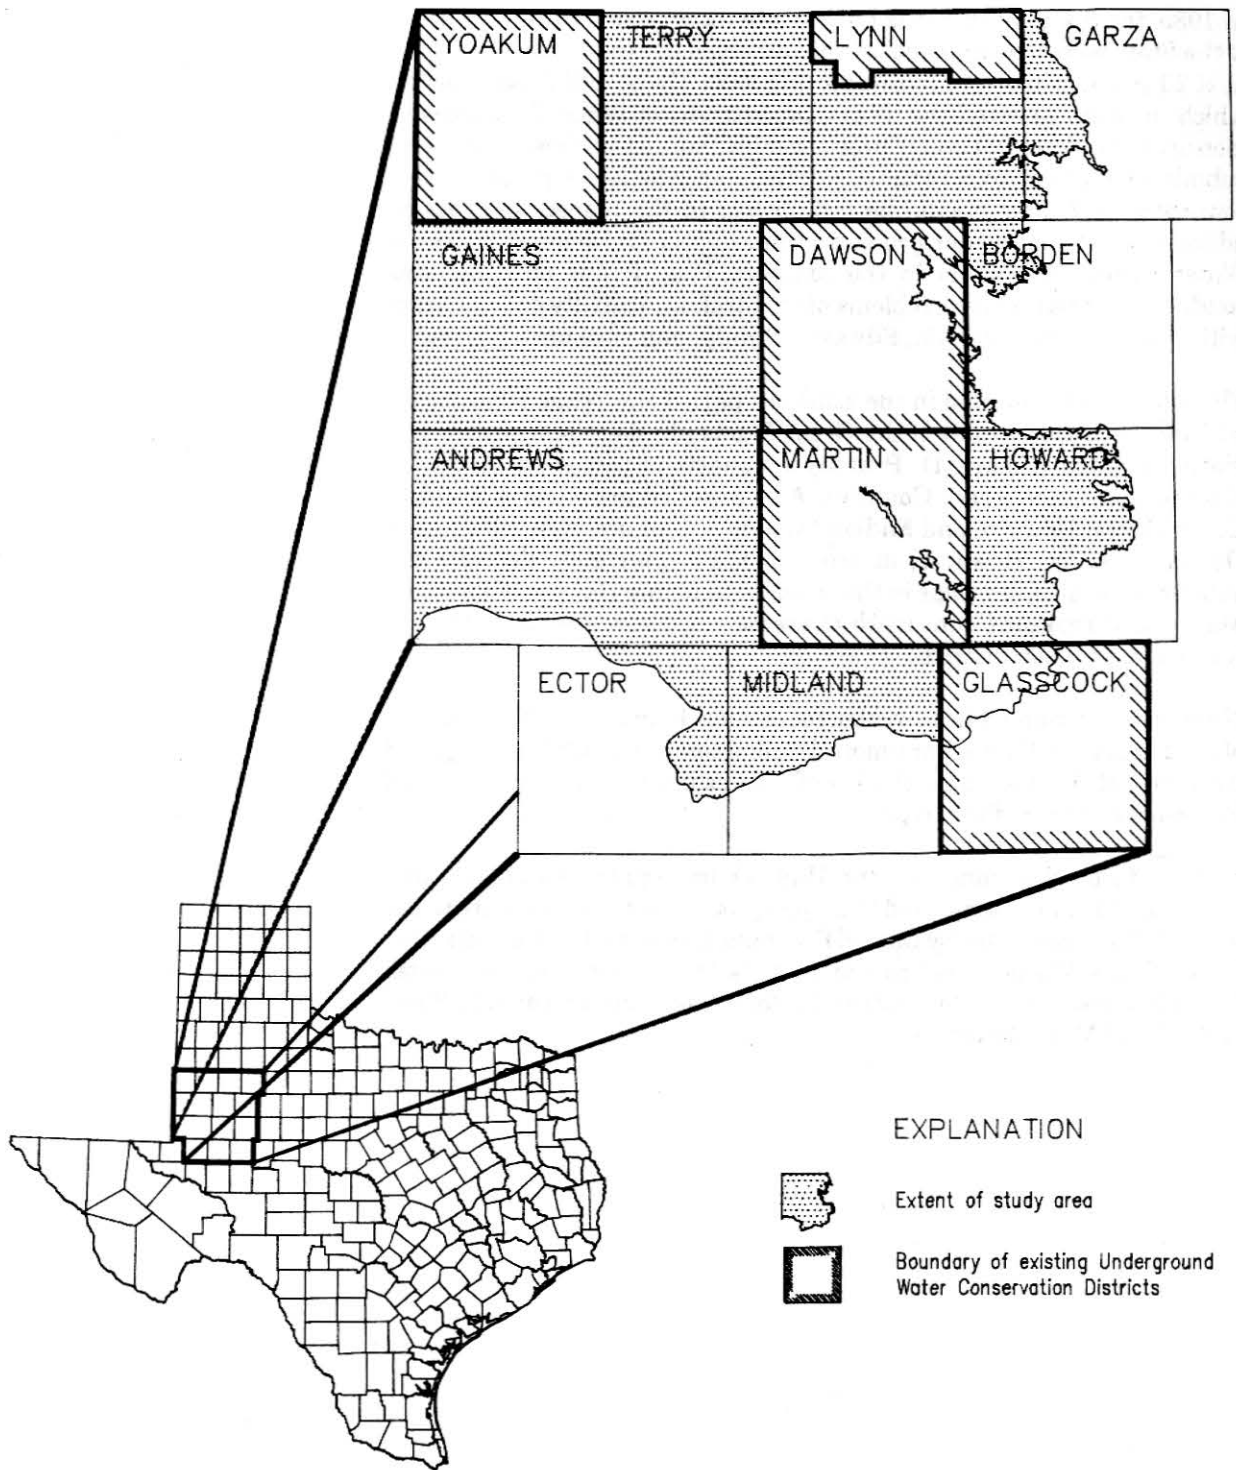 YOAKUM
TERRY
LYNN
GARZA
GAINES
DAWSON
BORDEN
ANDREWS
MARTIN
HOWARD
ECTOR
MIDLAND
GLASSCOCK
EXPLANATION
Extent of study area
Boundary of existing Underground
Water Conservation Districts